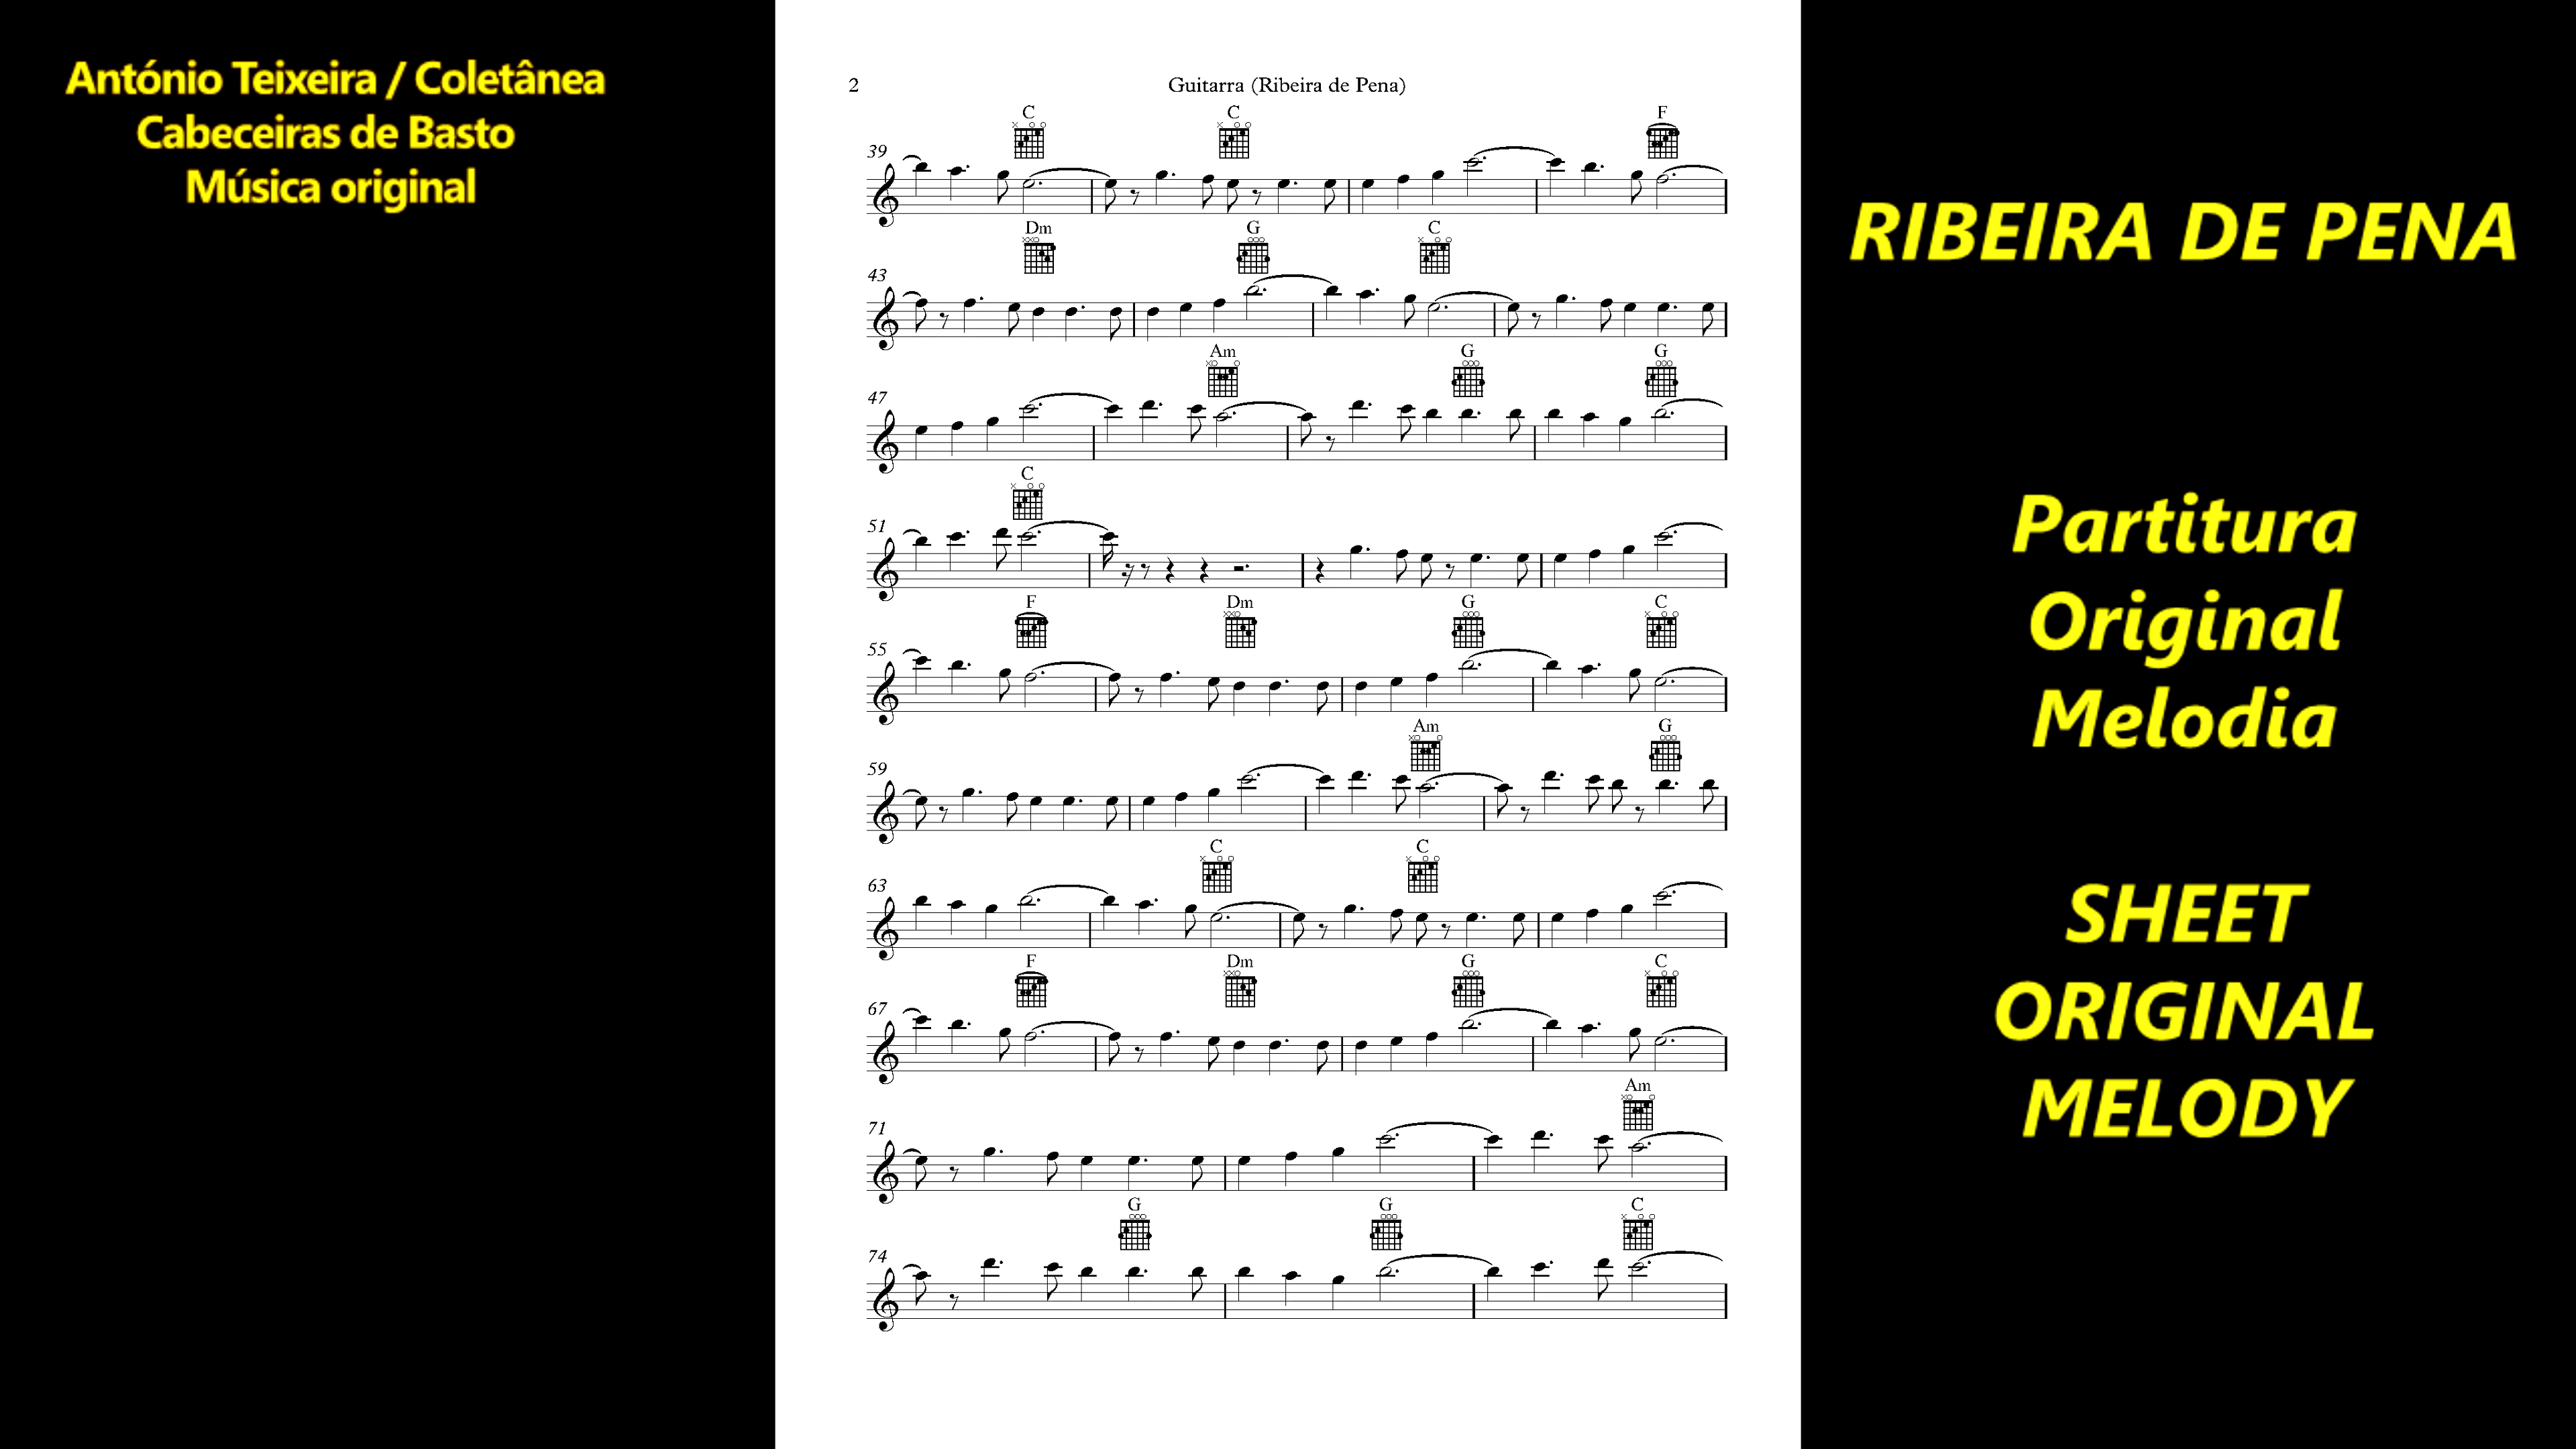 António Teixeira / Coletânea
Cabeceiras de Basto
Música original
2
Guitarra (Ribeira de Pena)
C C F
39
Dm G C
43
Am G G
47
C
51
F Dm G C
55
Am G
59
C C
63
F Dm G C
67
Am
71
G G C
74
RIBEIRA DE PENA
Partitura
Original
Melodia
SHEET
ORIGINAL
MELODY